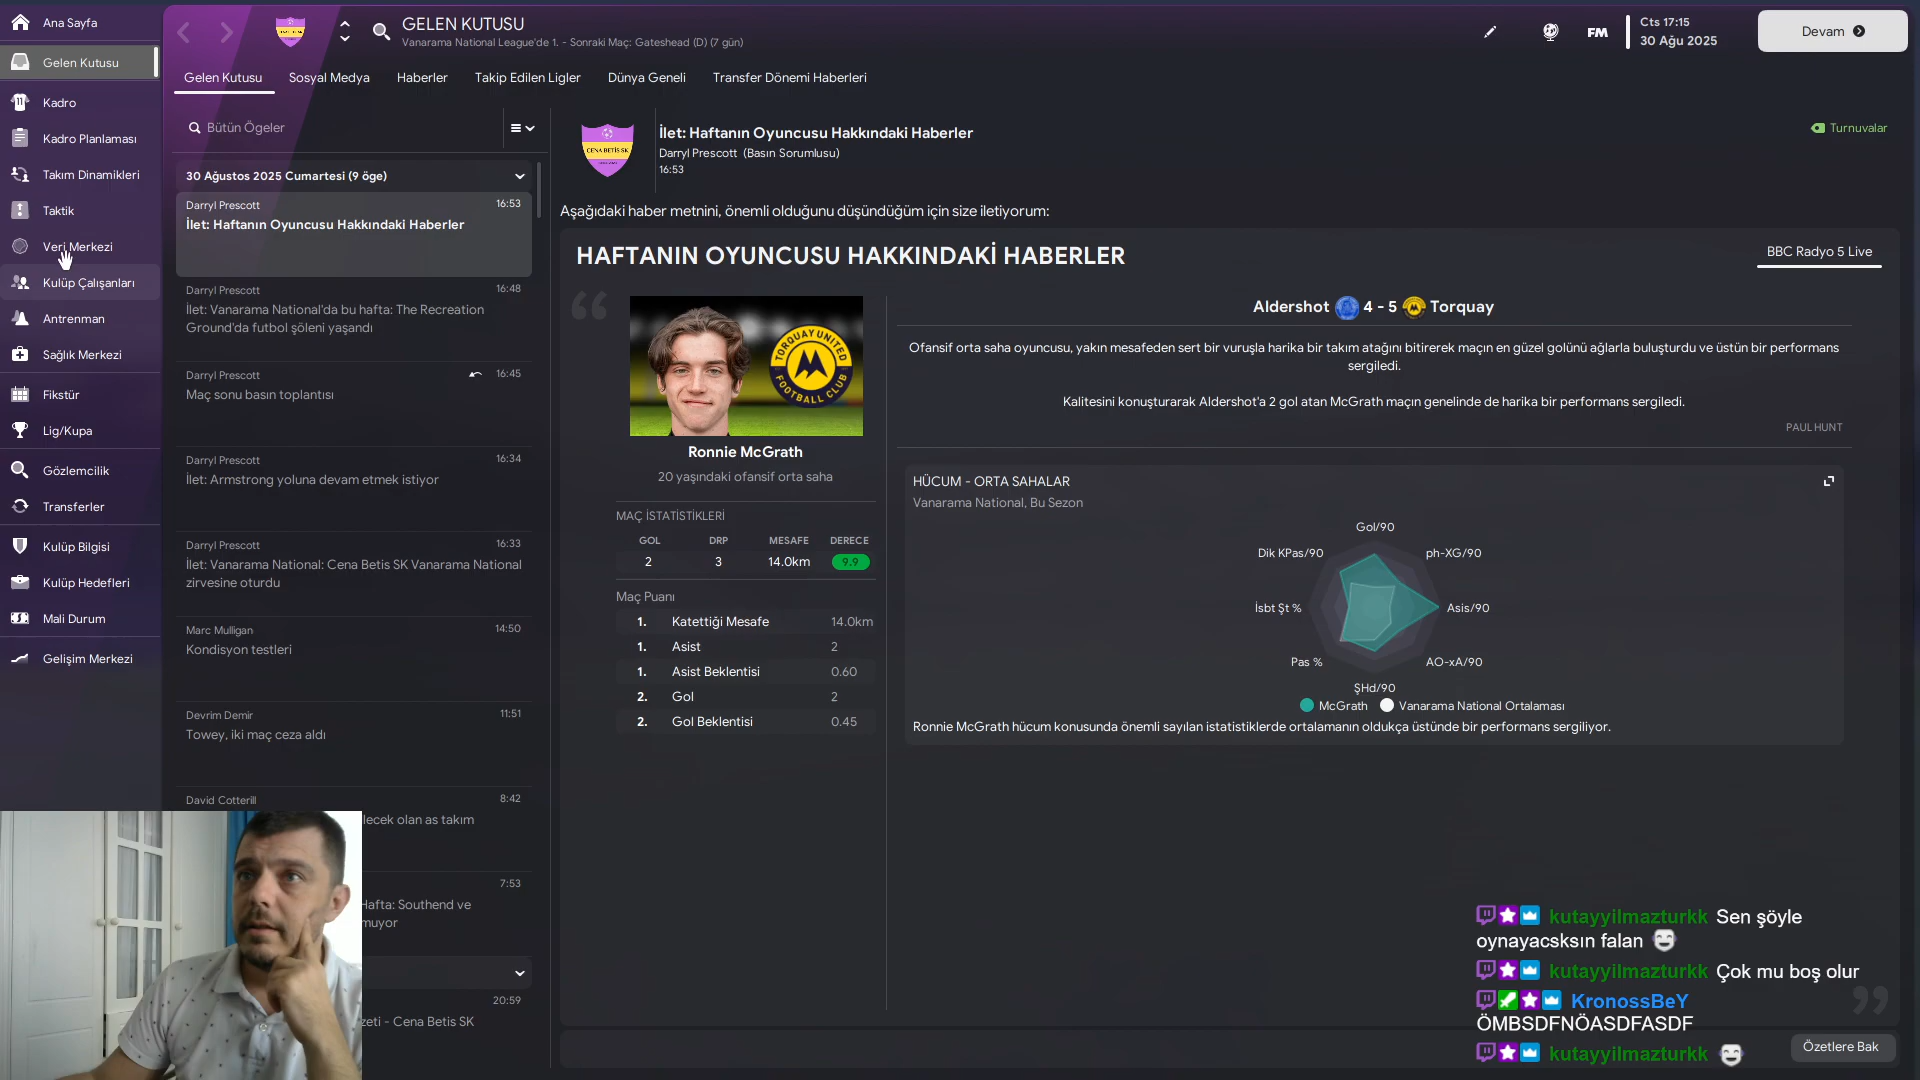 Ana Sayfa
Gelen Kutusu
Kadro
Kadro Planlaması
Takım Dinamikleri
Taktik
Veri Merkezi
Kulüp Çalışanları
Antrenman
Sağlık Merkezi
Fikstür
Lig/Kupa
Gözlemcilik
Transferler
Kulüp Bilgisi
Kulüp Hedefleri
Mali Durum
Gelişim Merkezi
GELEN KUTUSU
Vanarama National League'de 1. - Sonraki Maç: Gateshead (D) (7 gün)
FM
Cts 17:15
30 Ağu 2025
Devam
Gelen Kutusu
Sosyal Medya
Haberler
Takip Edilen Ligler
Dünya Geneli
Transfer Dönemi Haberleri
Bütün Ögeler
30 Ağustos 2025 Cumartesi (9 öge)
Darryl Prescott 16:53
İlet: Haftanın Oyuncusu Hakkındaki Haberler
Darryl Prescott 16:48
İlet: Vanarama National'da bu hafta: The Recreation
Ground'da futbol şöleni yaşandı
Darryl Prescott 16:45
Maç sonu basın toplantısı
Darryl Prescott 16:34
İlet: Armstrong yoluna devam etmek istiyor
Darryl Prescott 16:33
İlet: Vanarama National: Cena Betis SK Vanarama National
zirvesine oturdu
Marc Mulligan 14:50
Kondisyon testleri
Devrim Demir 11:51
Towey, iki maç ceza aldı
David Cotterill 8:42
lecek olan as takım
7:53
Hafta: Southend ve
muyor
20:59
zeti - Cena Betis SK
CENA BETİS SK
İlet: Haftanın Oyuncusu Hakkındaki Haberler
Darryl Prescott (Basın Sorumlusu)
16:53
Turnuvalar
Aşağıdaki haber metnini, önemli olduğunu düşündüğüm için size iletiyorum:
HAFTANIN OYUNCUSU HAKKINDAKİ HABERLER
BBC Radyo 5 Live
TORQUAY UNITED
FOOTBALL CLUB
Ronnie McGrath
20 yaşındaki ofansif orta saha
MAÇ İSTATİSTİKLERİ
GOL DRP MESAFE DERECE
2 3 14.0km 9.9
Maç Puanı
1. Katettiği Mesafe 14.0km
1. Asist 2
1. Asist Beklentisi 0.60
2. Gol 2
2. Gol Beklentisi 0.45
Aldershot 4 - 5 Torquay
Ofansif orta saha oyuncusu, yakın mesafeden sert bir vuruşla harika bir takım atağını bitirerek maçın en güzel golünü ağlarla buluşturdu ve üstün bir performans
sergiledi.
Kalitesini konuşturarak Aldershot'a 2 gol atan McGrath maçın genelinde de harika bir performans sergiledi.
PAUL HUNT
HÜCUM - ORTA SAHALAR
Vanarama National, Bu Sezon
Gol/90
Dik KPas/90
ph-XG/90
İsbt Şt %
Asis/90
Pas %
AO-xA/90
ŞHd/90
McGrath
Vanarama National Ortalaması
Ronnie McGrath hücum konusunda önemli sayılan istatistiklerde ortalamanın oldukça üstünde bir performans sergiliyor.
kutayyilmazturkk Sen şöyle
oynayacsksın falan
kutayyilmazturkk Çok mu boş olur
KronossBeY
ÖMBSDFNÖASDFASDF
kutayyilmazturkk
Özetlere Bak